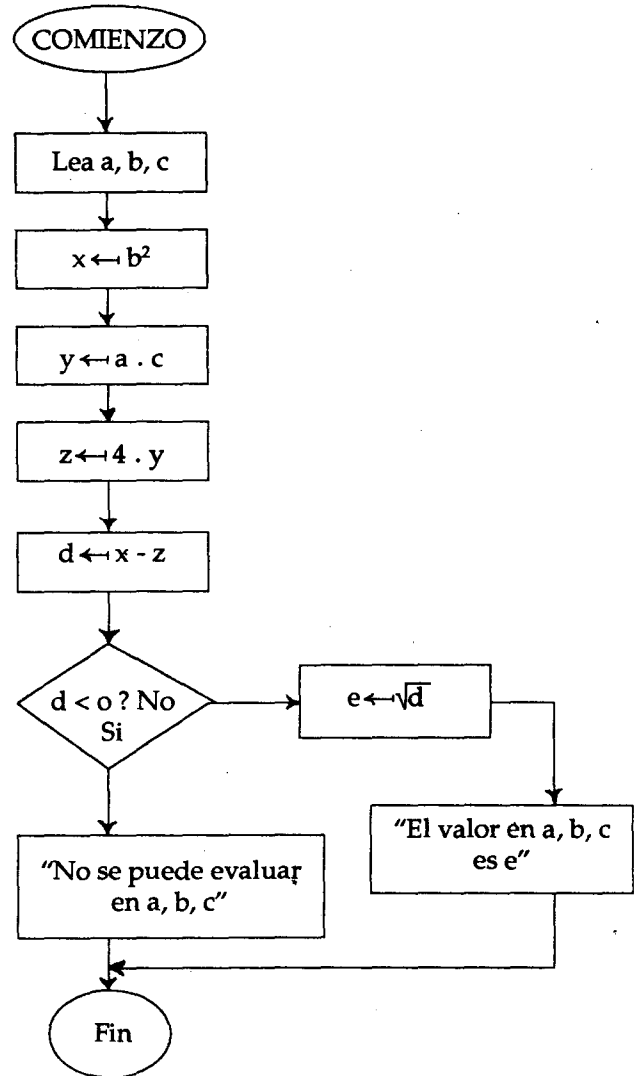 COMIENZO
Lea a, b, c
x ↤ b²
y ↤ a . c
z ↤ 4 . y
d ↤ x - z
d < o ? No
Si
e ↤ √d
"El valor en a, b, c
es e"
"No se puede evaluar
en a, b, c"
Fin